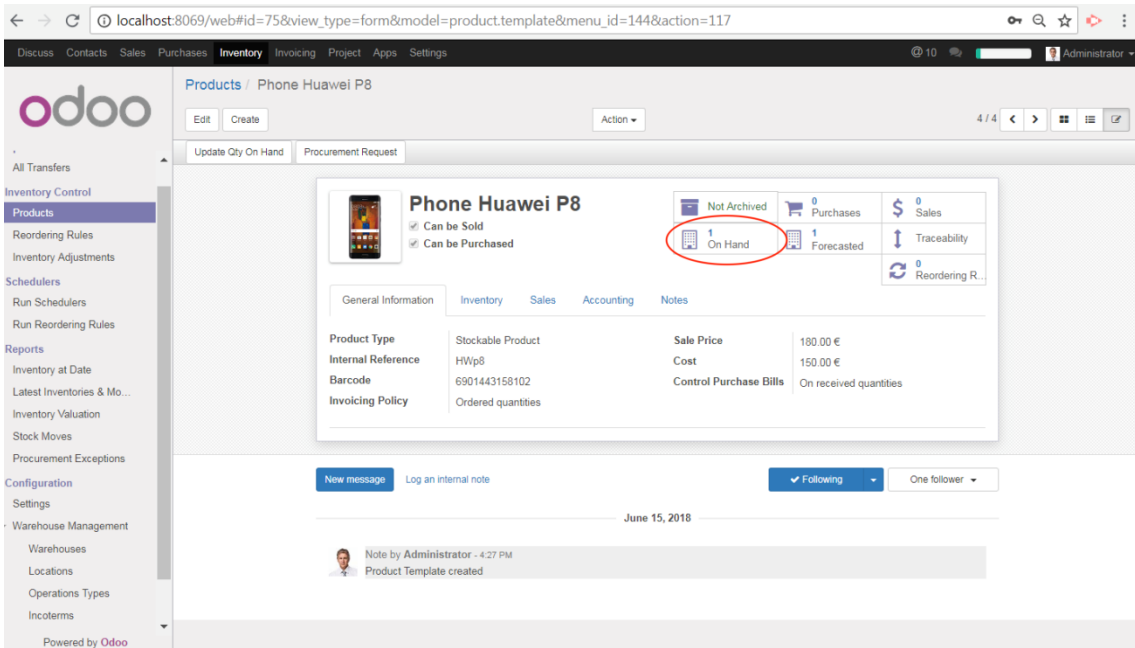 localhost:8069/web#id=75&view_type=form&model=product.template&menu_id=144&action=117
Discuss Contacts Sales Purchases Inventory Invoicing Project Apps Settings @ 10 Administrator
odoo
Products / Phone Huawei P8
Edit Create Action 4 / 4
Update Qty On Hand Procurement Request
All Transfers
Inventory Control
Products
Reordering Rules
Inventory Adjustments
Schedulers
Run Schedulers
Run Reordering Rules
Reports
Inventory at Date
Latest Inventories & Mo...
Inventory Valuation
Stock Moves
Procurement Exceptions
Configuration
Settings
Warehouse Management
Warehouses
Locations
Operations Types
Incoterms
Powered by Odoo
Phone Huawei P8
Can be Sold
Can be Purchased
Not Archived
0
Purchases
0
Sales
1
On Hand
1
Forecasted
Traceability
0
Reordering R...
General Information Inventory Sales Accounting Notes
Product Type Stockable Product
Internal Reference HWp8
Barcode 6901443158102
Invoicing Policy Ordered quantities
Sale Price 180.00 €
Cost 150.00 €
Control Purchase Bills On received quantities
New message Log an internal note Following One follower
June 15, 2018
Note by Administrator - 4:27 PM
Product Template created